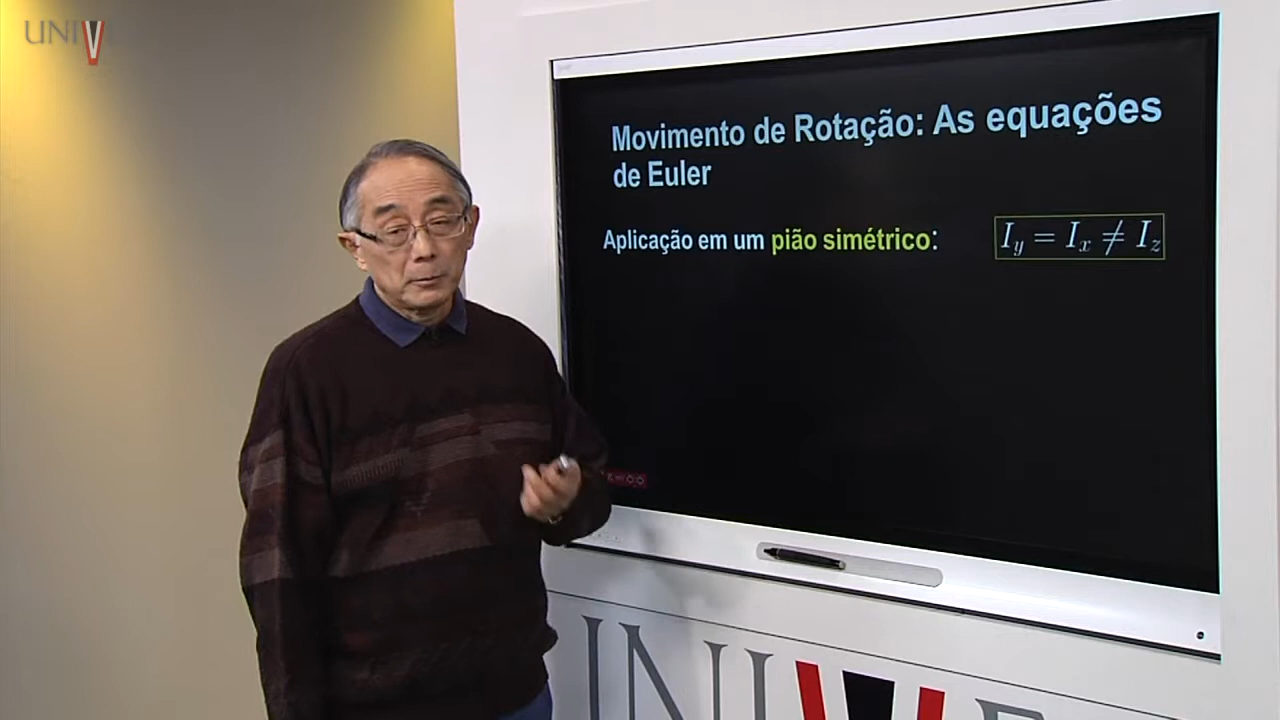 UNIV
Movimento de Rotação: As equações
de Euler
Aplicação em um pião simétrico:
I_y = I_x ≠ I_z